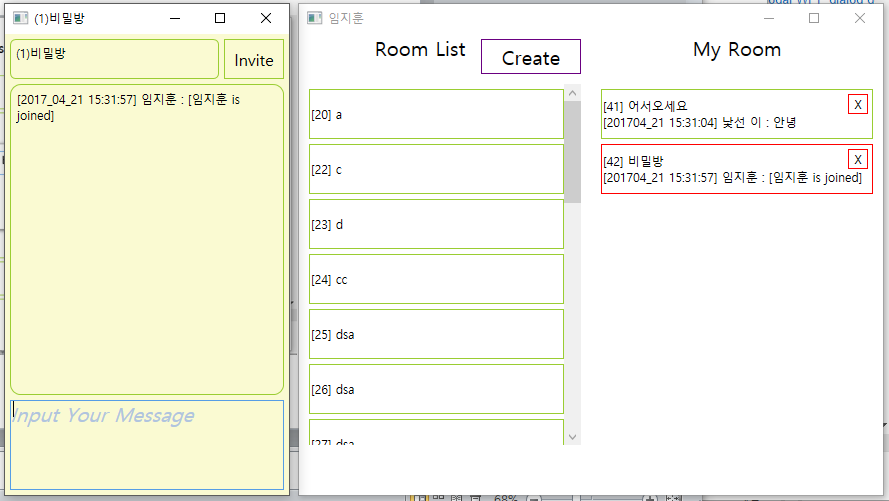 (1)비밀방
(1)비밀방
Invite
[2017_04_21 15:31:57] 임지훈 : [임지훈 is
joined]
Input Your Message
임지훈
Room List
Create
My Room
[20] a
[22] c
[23] d
[24] cc
[25] dsa
[26] dsa
[27] dsa
[41] 어서오세요
X
[201704_21 15:31:04] 낯선 이 : 안녕
[42] 비밀방
X
[201704_21 15:31:57] 임지훈 : [임지훈 is joined]
68%